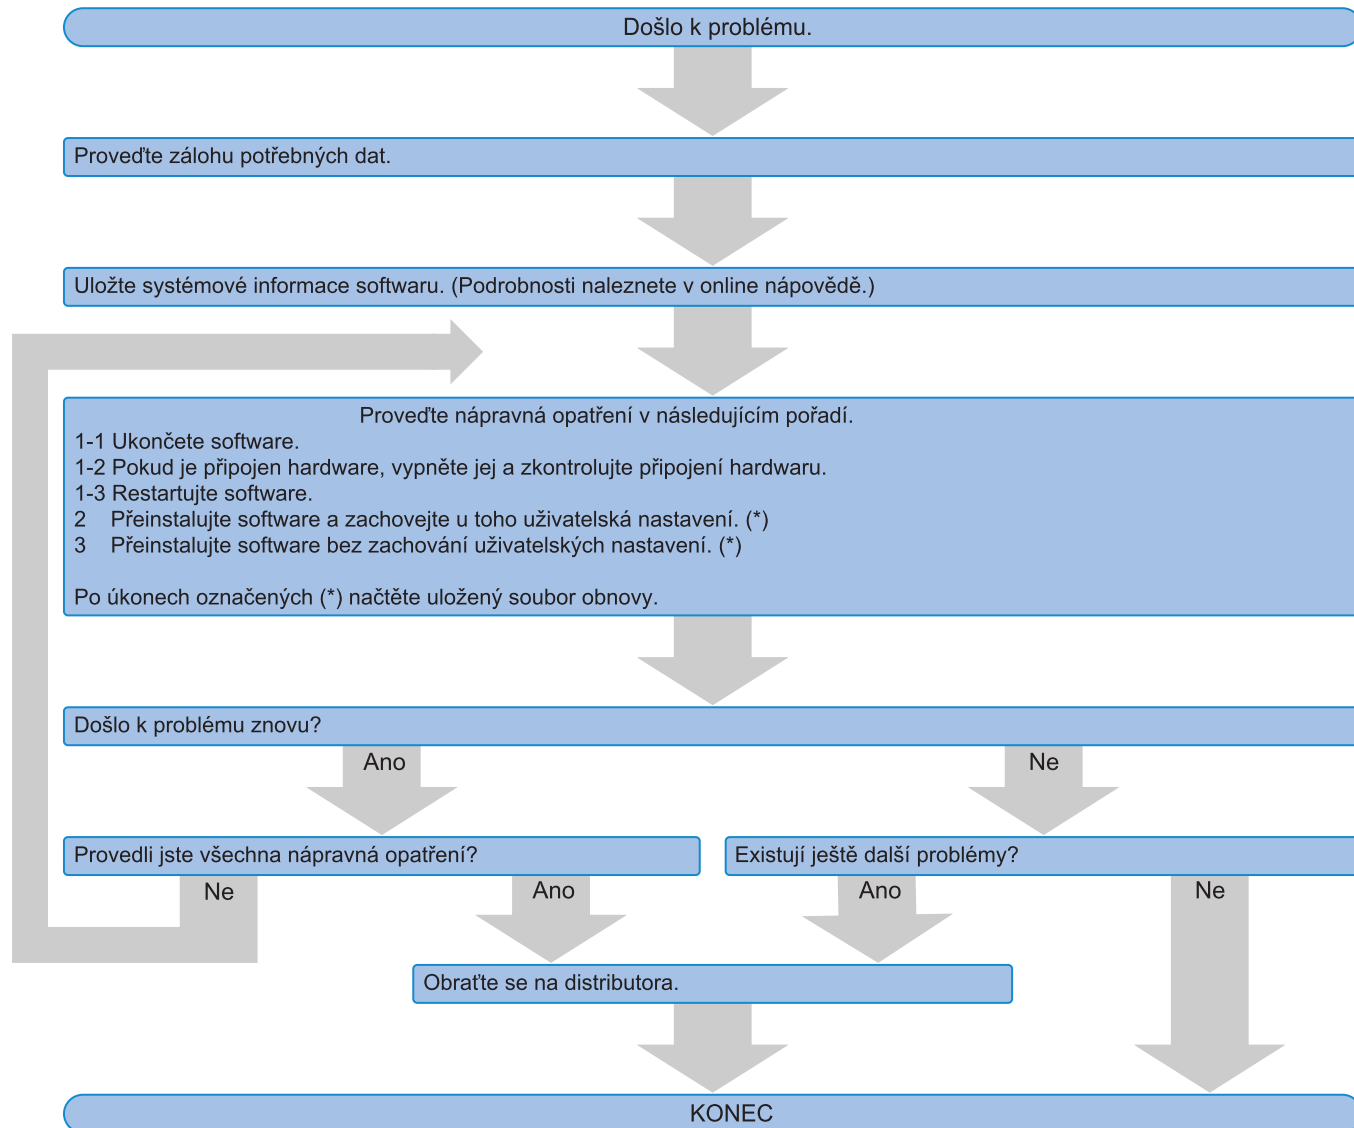 Došlo k problému.
Proveďte zálohu potřebných dat.
Uložte systémové informace softwaru. (Podrobnosti naleznete v online nápovědě.)
Proveďte nápravná opatření v následujícím pořadí.
1-1 Ukončete software.
1-2 Pokud je připojen hardware, vypněte jej a zkontrolujte připojení hardwaru.
1-3 Restartujte software.
2 Přeinstalujte software a zachovejte u toho uživatelská nastavení. (*)
3 Přeinstalujte software bez zachování uživatelských nastavení. (*)
Po úkonech označených (*) načtěte uložený soubor obnovy.
Došlo k problému znovu?
Ano
Ne
Provedli jste všechna nápravná opatření?
Existují ještě další problémy?
Ne
Ano
Ano
Ne
Obraťte se na distributora.
KONEC